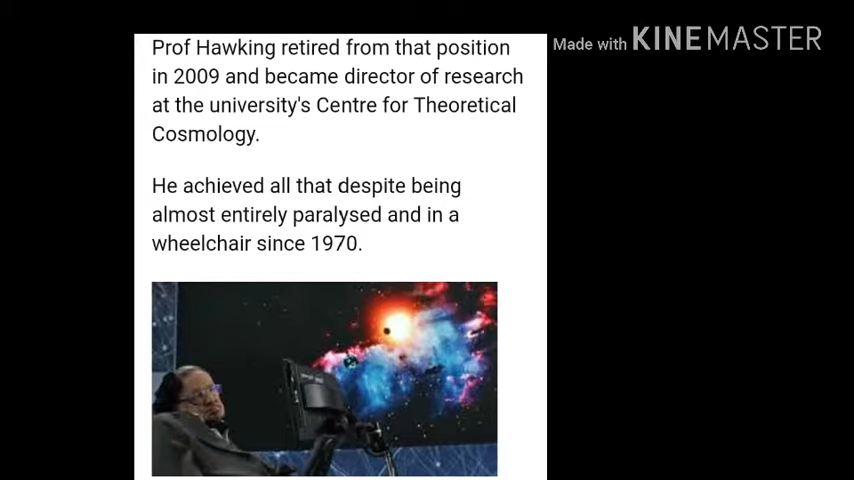 Prof Hawking retired from that position
in 2009 and became director of research
at the university's Centre for Theoretical
Cosmology.
He achieved all that despite being
almost entirely paralysed and in a
wheelchair since 1970.
Made with KINEMASTER